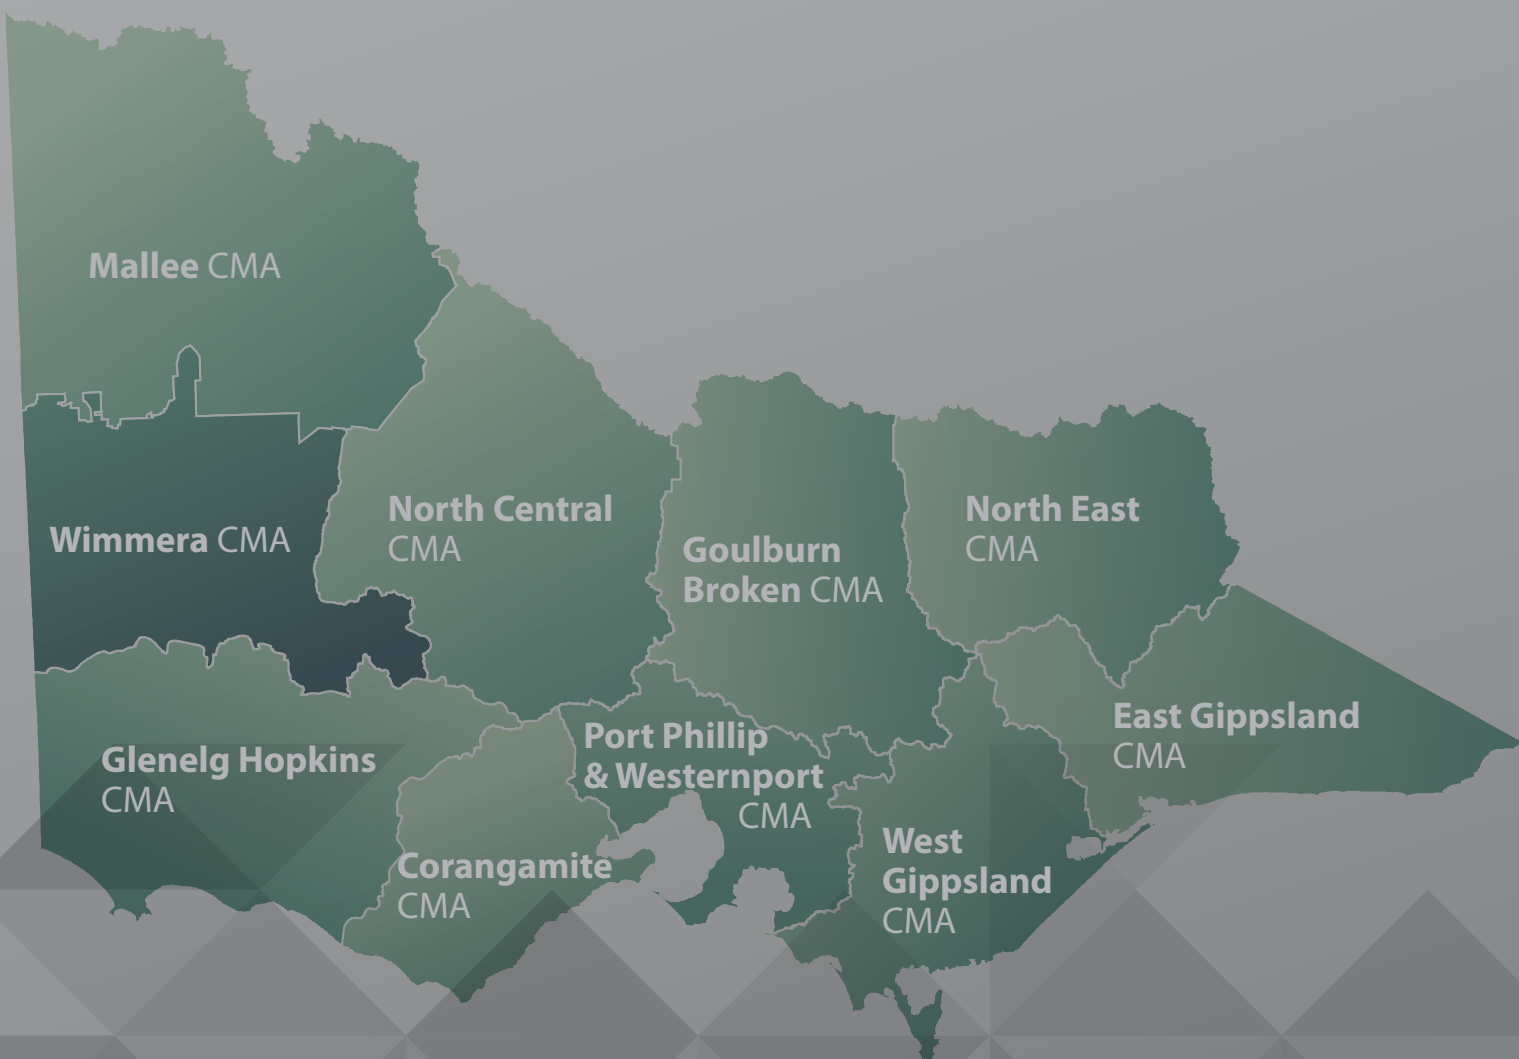 Mallee CMA
Wimmera CMA
North Central
CMA
Goulburn
Broken CMA
North East
CMA
Glenelg Hopkins
CMA
Corangamite
CMA
Port Phillip
& Westernport
CMA
West
Gippsland
CMA
East Gippsland
CMA